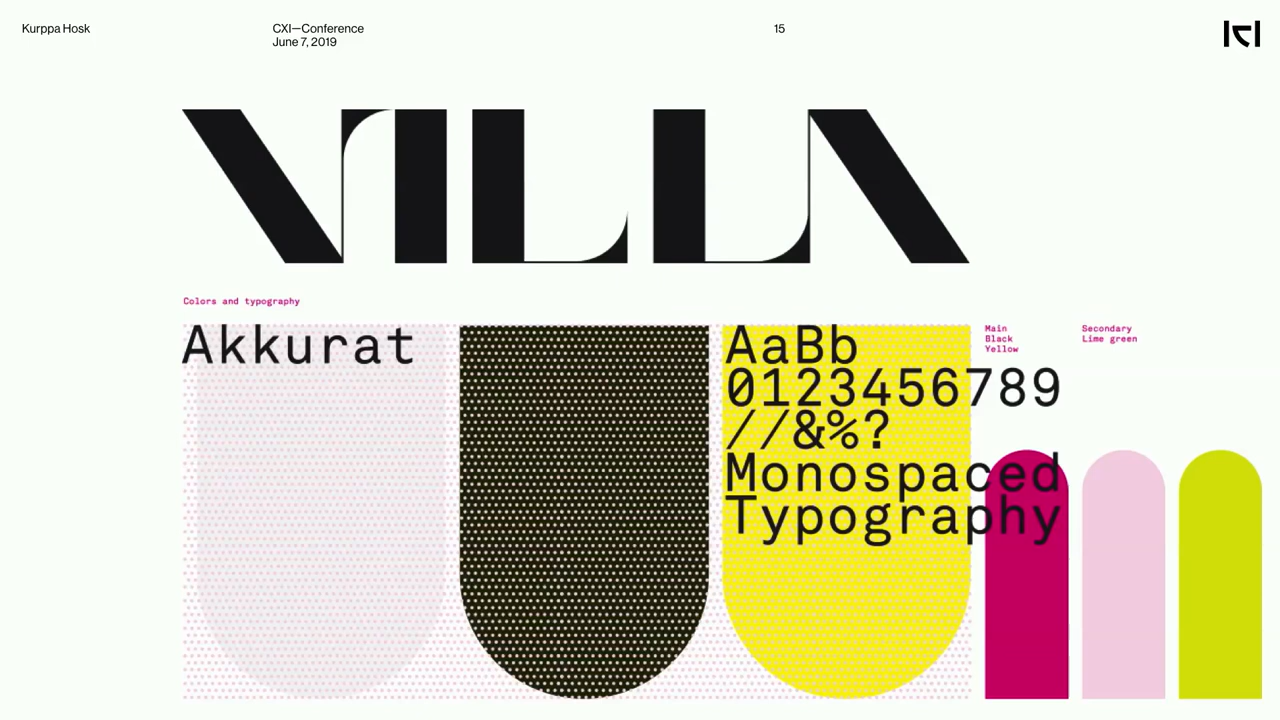 Kurppa Hosk
CXI—Conference
June 7, 2019
15
VILLA
Colors and typography
Akkurat
AaBb
0123456789
//&%?
Monospaced
Typography
Main
Black
Yellow
Secondary
Lime green